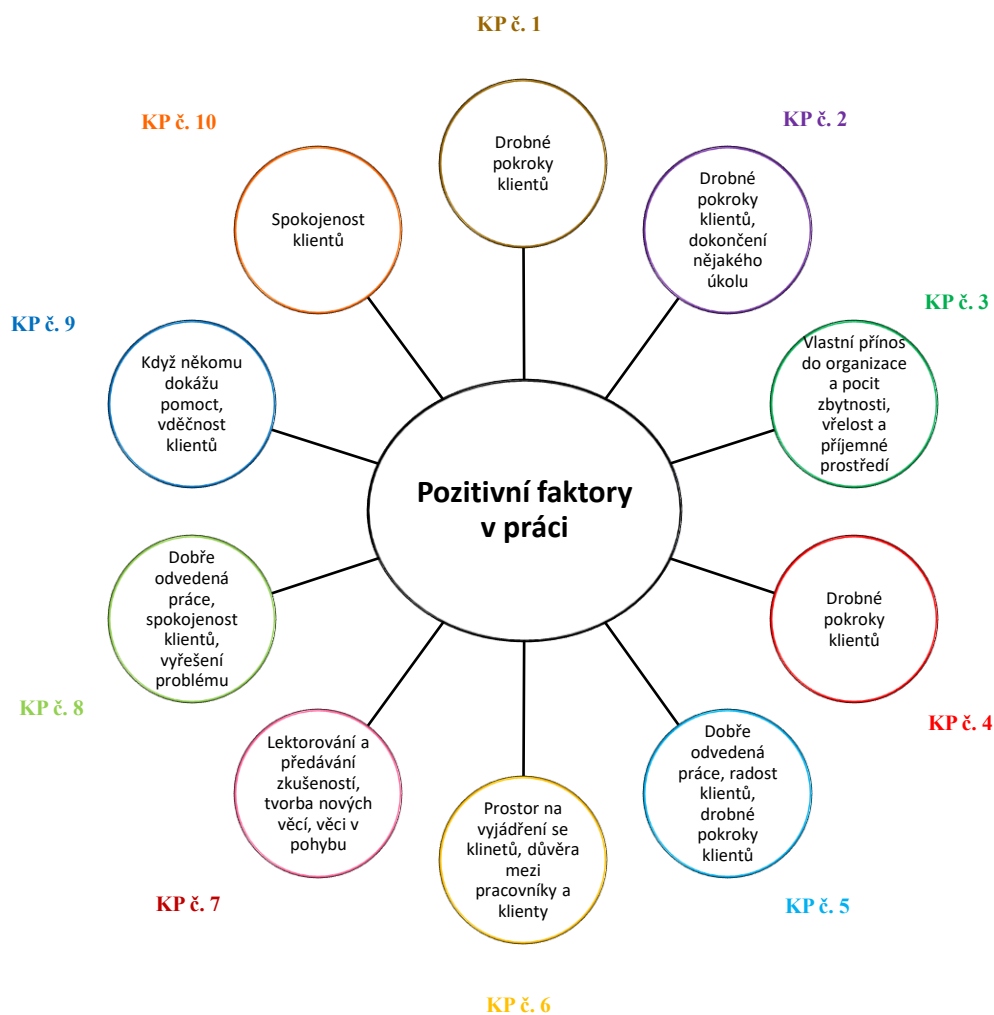 KP č. 1
Drobné
pokroky
klientů
KP č. 2
Drobné
pokroky
klientů,
dokončení
nějakého
úkolu
KP č. 3
Vlastní přínos
do organizace
a pocit
zbytnosti,
vřelost a
příjemné
prostředí
KP č. 4
Drobné
pokroky
klientů
KP č. 5
Dobře
odvedená
práce, radost
klientů,
drobné
pokroky
klientů
KP č. 6
Prostor na
vyjádření se
klinetů, důvěra
mezi
pracovníky a
klienty
KP č. 7
Lektorování a
předávání
zkušeností,
tvorba nových
věcí, věci v
pohybu
KP č. 8
Dobře
odvedená
práce,
spokojenost
klientů,
vyřešení
problému
KP č. 9
Když někomu
dokážu
pomoct,
vděčnost
klientů
KP č. 10
Spokojenost
klientů
Pozitivní faktory
v práci